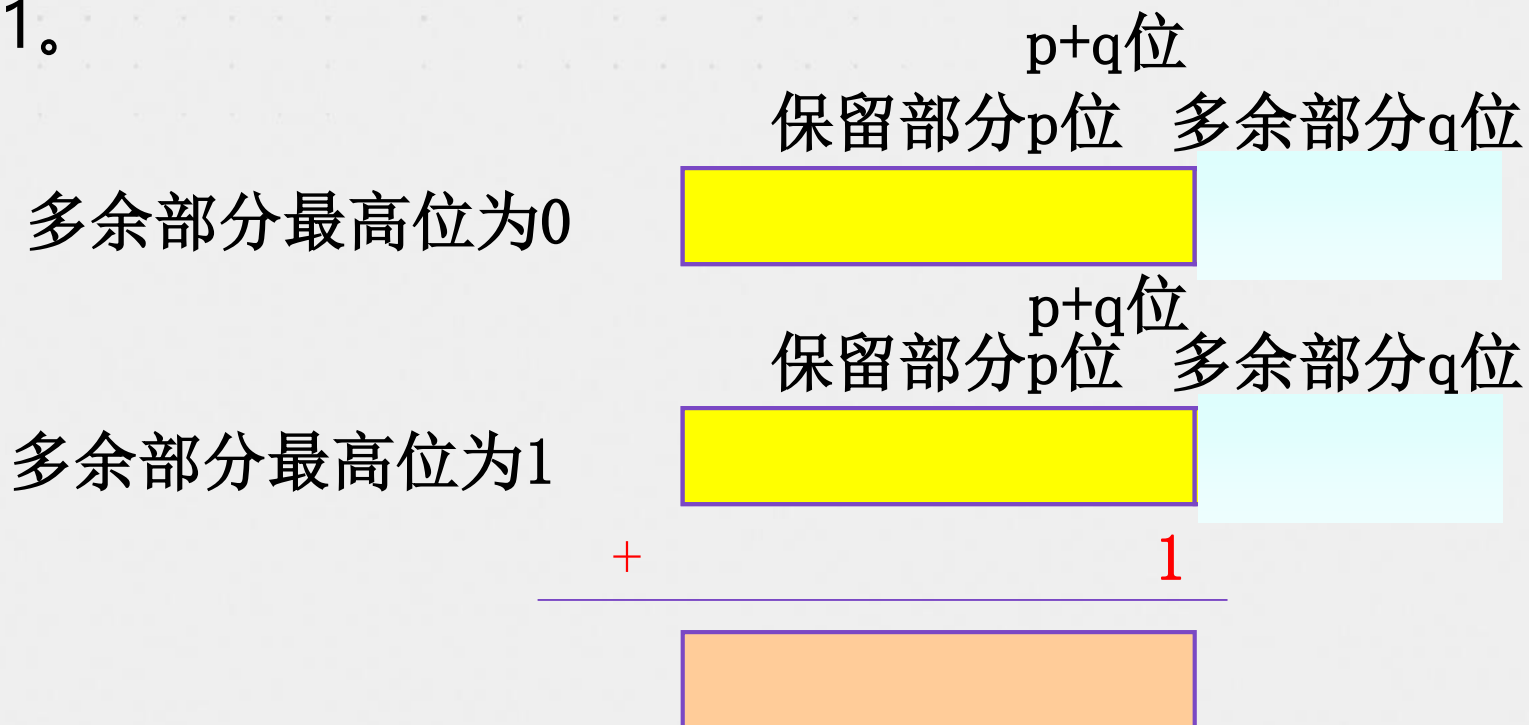 1。
p+q位
保留部分p位 多余部分q位
多余部分最高位为0
p+q位
保留部分p位 多余部分q位
多余部分最高位为1
+ 1